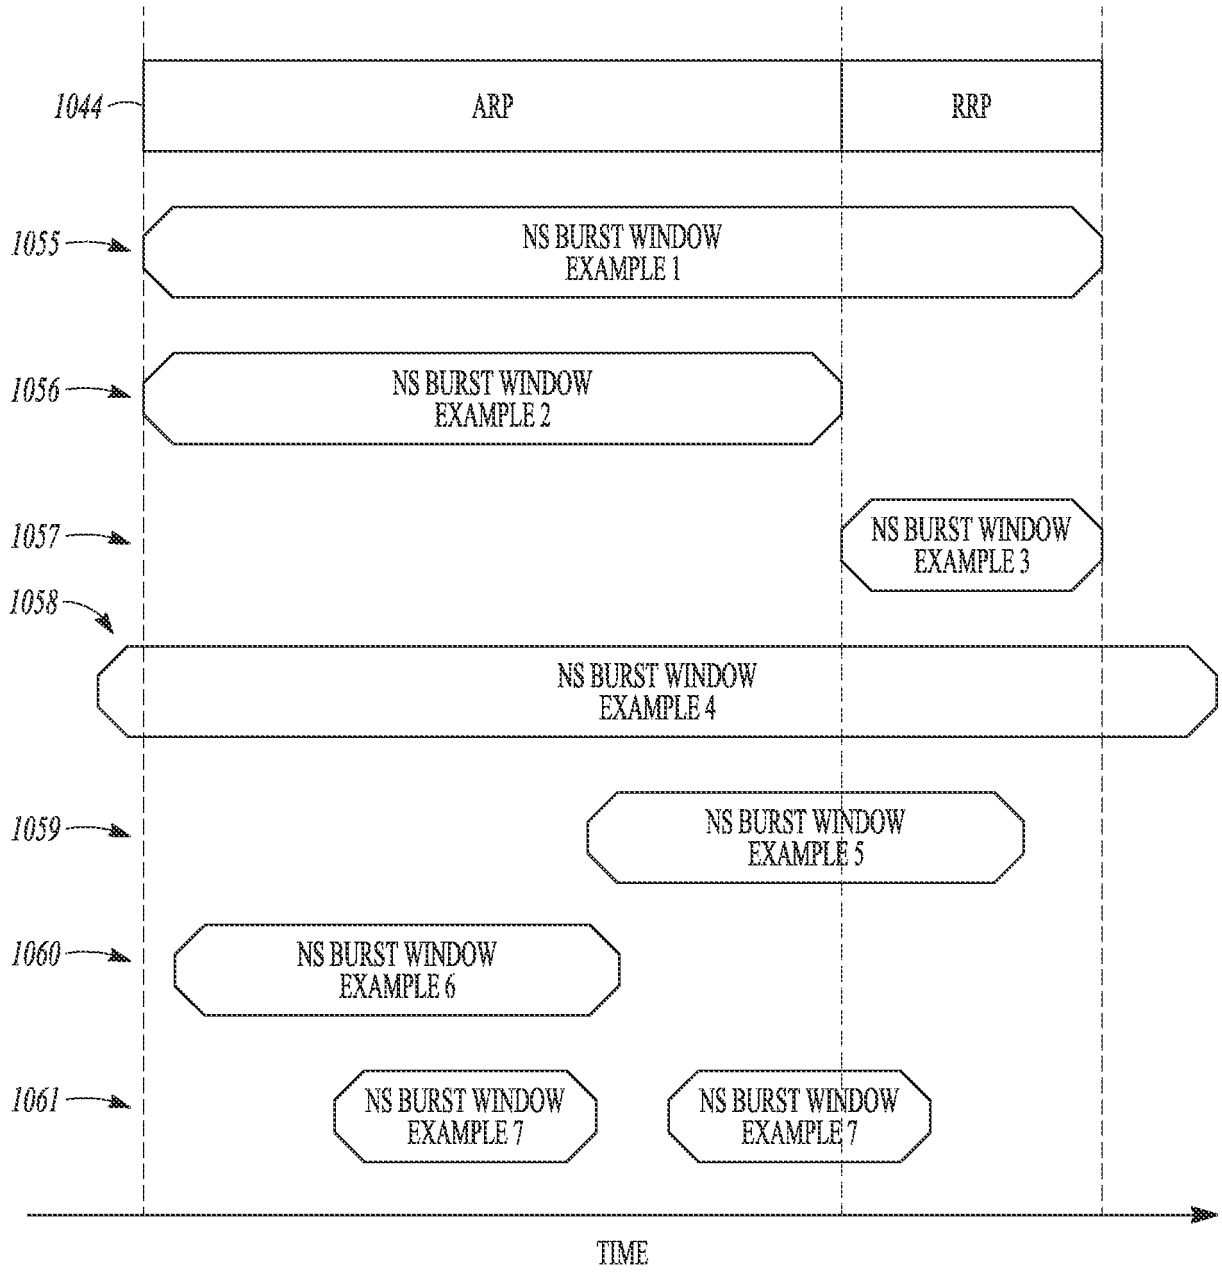 1044
ARP
RRP
1055
NS BURST WINDOW
EXAMPLE 1
1056
NS BURST WINDOW
EXAMPLE 2
1057
NS BURST WINDOW
EXAMPLE 3
1058
NS BURST WINDOW
EXAMPLE 4
1059
NS BURST WINDOW
EXAMPLE 5
1060
NS BURST WINDOW
EXAMPLE 6
1061
NS BURST WINDOW
EXAMPLE 7
NS BURST WINDOW
EXAMPLE 7
TIME